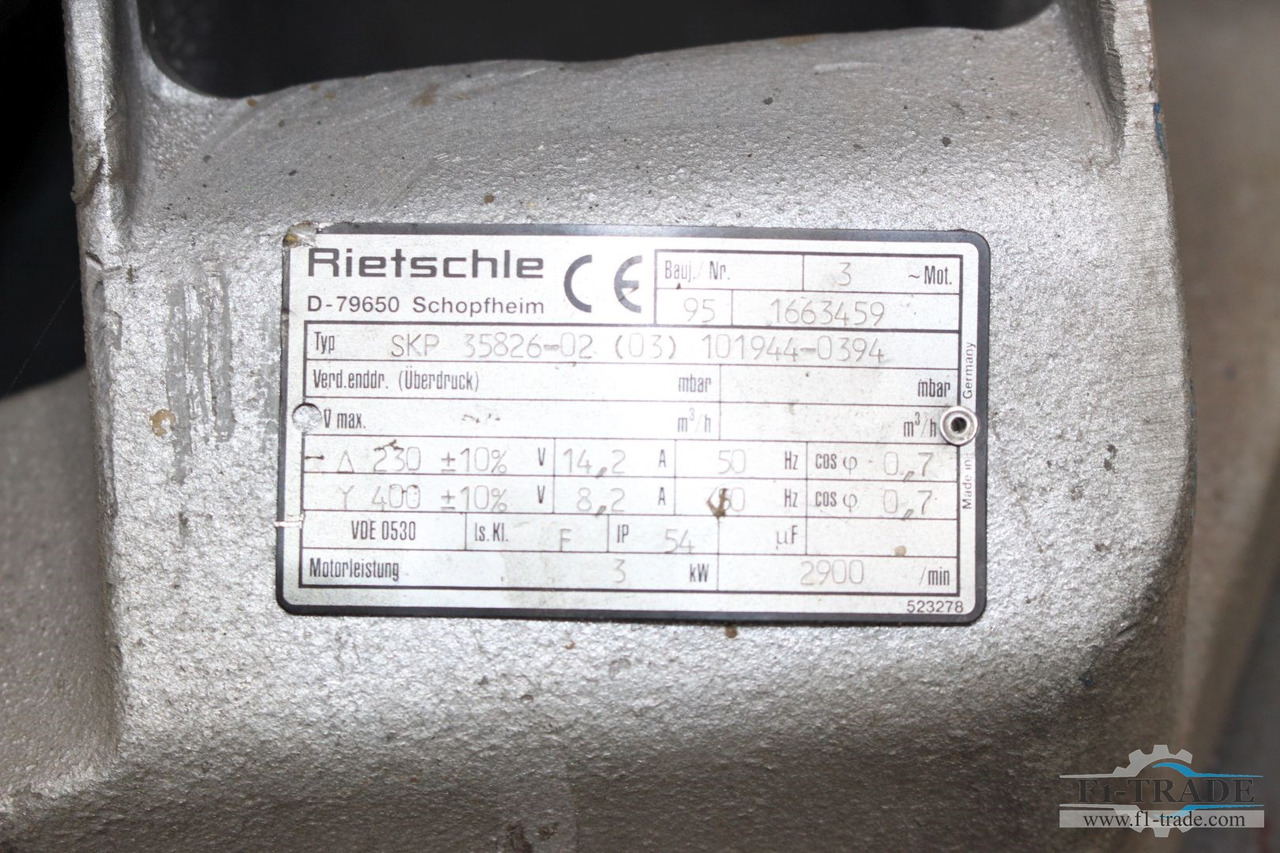 Rietschle CE Bauj./ Nr. 3 ~Mot.
D-79650 Schopfheim 95 1663459
Typ SKP 35826-02 (03) 101944-0394
Verd.enddr. (Überdruck) mbar mbar
V max. m³/h m³/h
Δ 230 ±10% V 14,2 A 50 Hz cos φ 0,7
Y 400 ±10% V 8,2 A Hz cos φ 0,7
VDE 0530 Is. Kl. F IP 54 µF
Motorleistung 3 kW 2900 /min
523278
Made in Germany
F1-TRADE
www.f1-trade.com